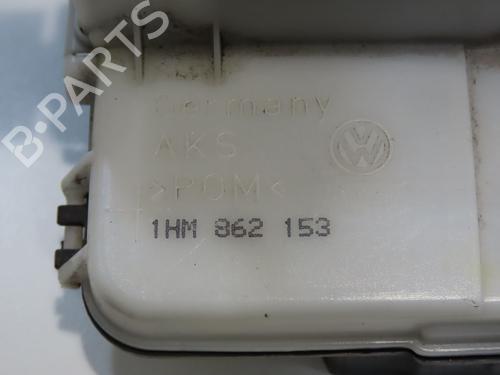 B-PARTS
Germany
AKS
>POM<
1HM 862 153